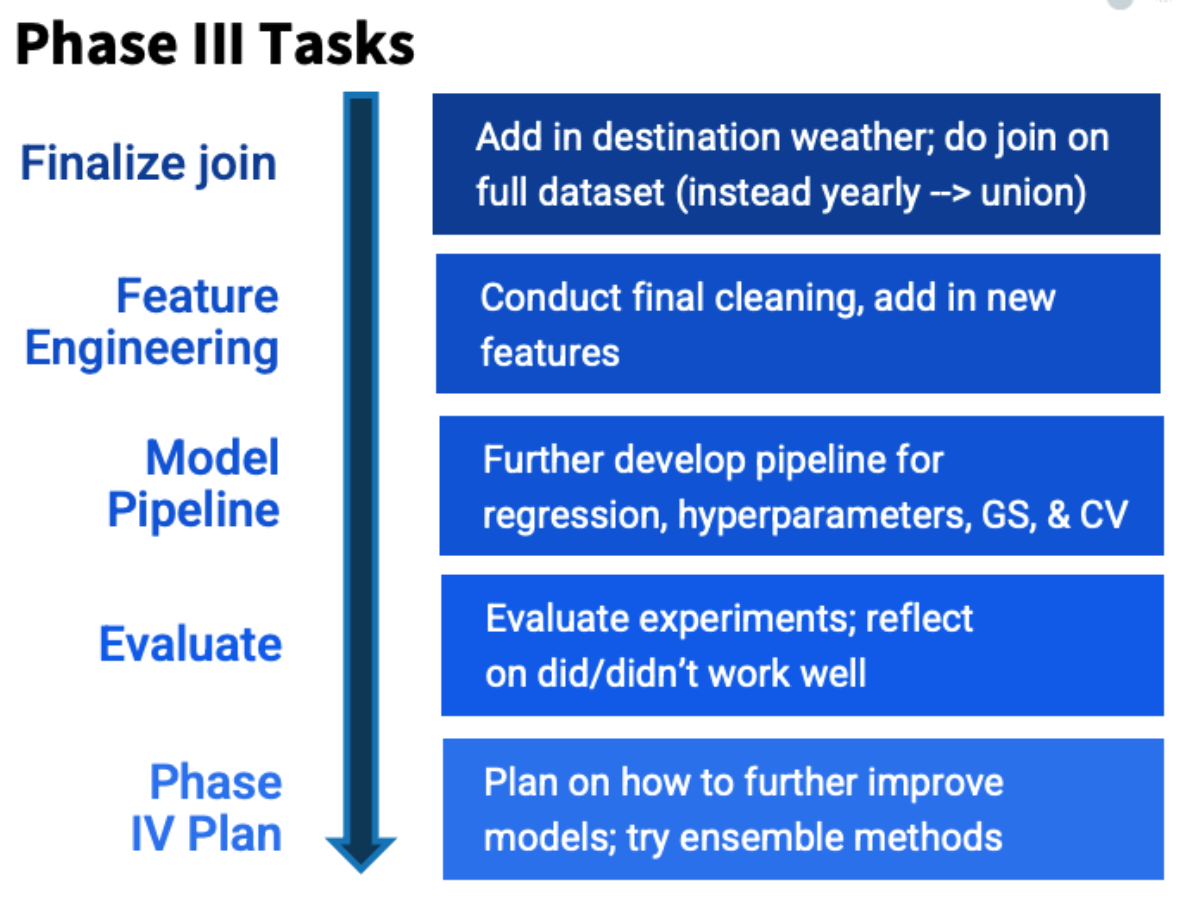 Phase III Tasks
Finalize join
Add in destination weather; do join on
full dataset (instead yearly --> union)
Feature
Engineering
Conduct final cleaning, add in new
features
Model
Pipeline
Further develop pipeline for
regression, hyperparameters, GS, & CV
Evaluate
Evaluate experiments; reflect
on did/didn’t work well
Phase
IV Plan
Plan on how to further improve
models; try ensemble methods